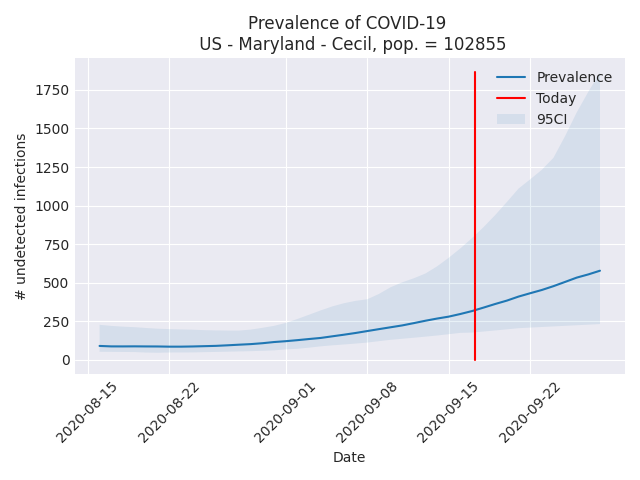 Prevalence of COVID-19
US - Maryland - Cecil, pop. = 102855
Prevalence
Today
95CI
1750
1500
1250
1000
750
500
250
0
# undetected infections
2020-08-15
2020-08-22
2020-09-01
2020-09-08
2020-09-15
2020-09-22
Date